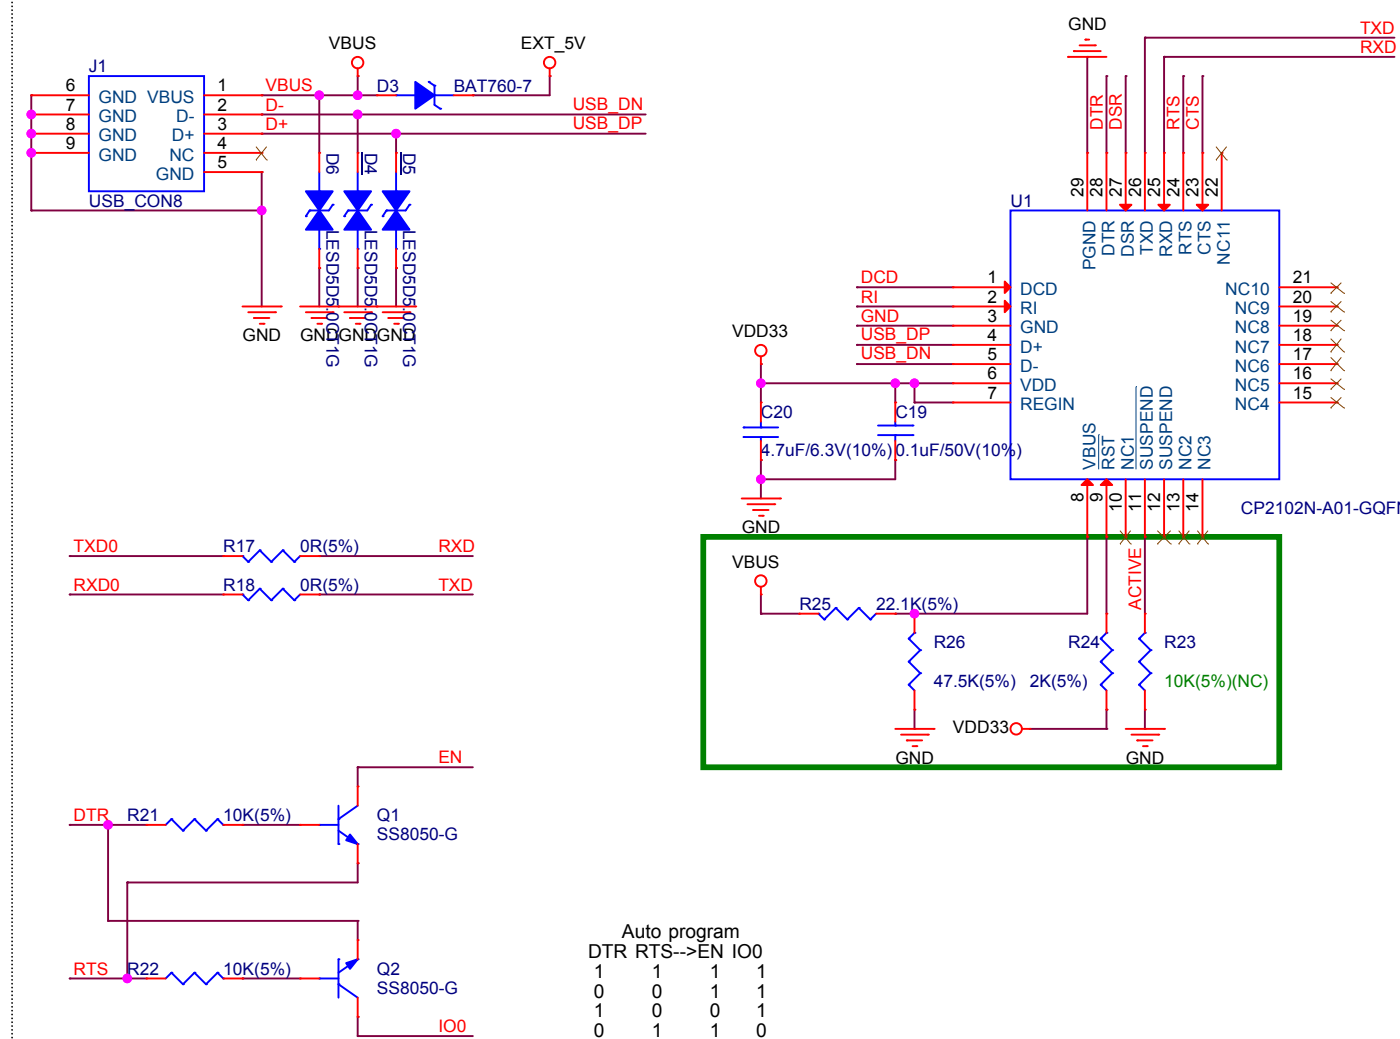 VBUS
EXT_5V
J1
6 GND VBUS 1 VBUS
7 GND D- 2 D-
8 GND D+ 3 D+
9 GND NC 4
GND 5
USB_CON8
D3 BAT760-7
USB_DN
USB_DP
D6
D4
D5
LESD5D5.0CT1G
LESD5D5.0CT1G
LESD5D5.0CT1G
GND
GND
GND
GND
GND
TXD
RXD
DTR
DSR
RTS
CTS
29
28
27
26
25
24
23
22
U1
PGND
DTR
DSR
TXD
RXD
RTS
CTS
NC11
DCD 1 DCD
RI 2 RI
GND 3 GND
USB_DP 4 D+
USB_DN 5 D-
6 VDD
7 REGIN
NC10 21
NC9 20
NC8 19
NC7 18
NC6 17
NC5 16
NC4 15
VDD33
C20
4.7uF/6.3V(10%)
C19
0.1uF/50V(10%)
GND
VBUS
RST
NC1
SUSPEND
SUSPEND
NC2
NC3
8
9
10
11
12
13
14
CP2102N-A01-GQFN
TXD0 R17 0R(5%) RXD
RXD0 R18 0R(5%) TXD
VBUS
R25 22.1K(5%)
R26
47.5K(5%)
GND
R24
2K(5%)
VDD33
ACTIVE
R23
10K(5%)(NC)
GND
EN
DTR R21 10K(5%)
Q1
SS8050-G
RTS R22 10K(5%)
Q2
SS8050-G
IO0
Auto program
DTR RTS-->EN IO0
1 1 1 1
0 0 1 1
1 0 0 1
0 1 1 0